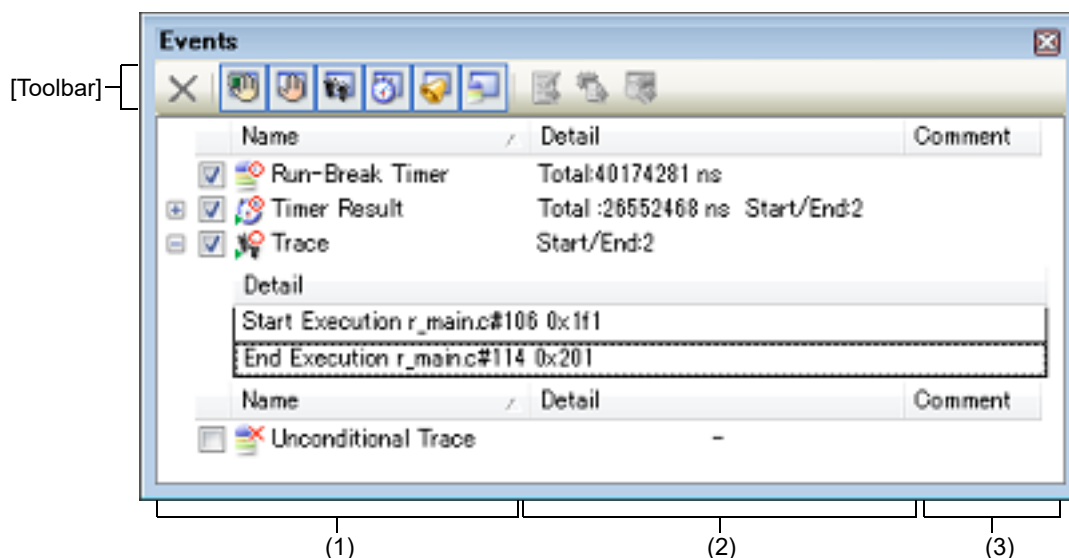 Events
[Toolbar]
Name Detail Comment
Run-Break Timer Total:40174281 ns
Timer Result Total :26552468 ns Start/End:2
Trace Start/End:2
Detail
Start Execution r_main.c#106 0x1f1
End Execution r_main.c#114 0x201
Name Detail Comment
Unconditional Trace -
(1) (2) (3)